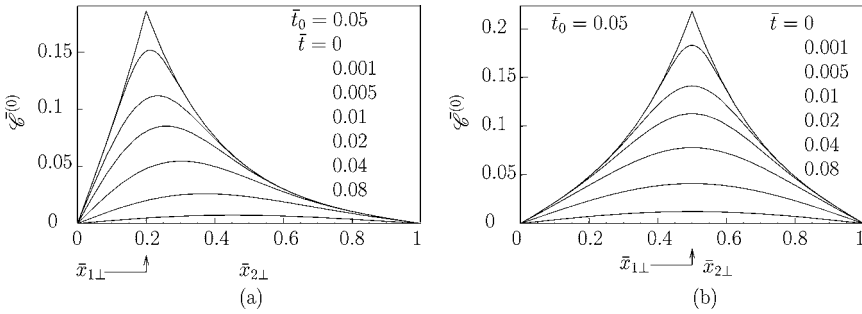 t̄₀ = 0.05
t̄ = 0
0.001
0.005
0.01
0.02
0.04
0.08
𝒞̄⁽⁰⁾
0.15
0.1
0.05
0
0 0.2 0.4 0.6 0.8 1
x̄₁⊥ x̄₂⊥
(a)
t̄₀ = 0.05 t̄ = 0
0.001
0.005
0.01
0.02
0.04
0.08
𝒞̄⁽⁰⁾
0.2
0.15
0.1
0.05
0
0 0.2 0.4 0.6 0.8 1
x̄₁⊥ x̄₂⊥
(b)